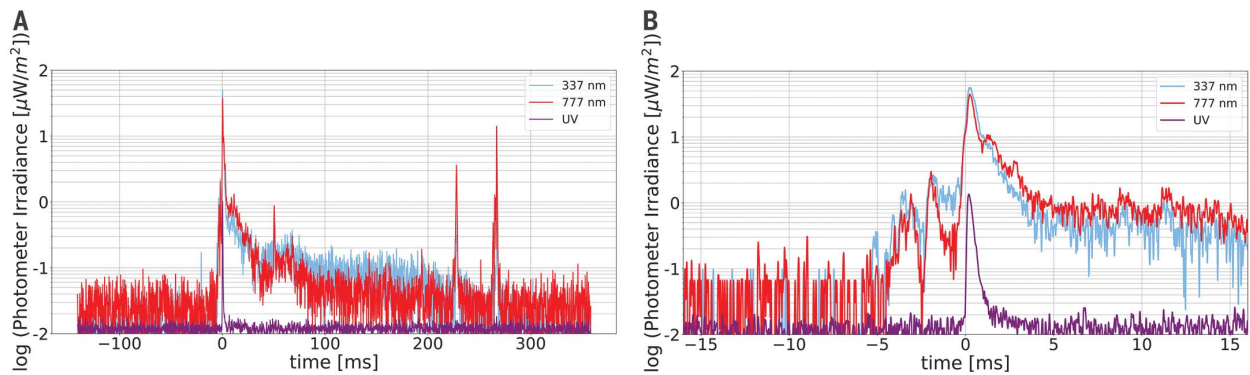 A
log (Photometer Irradiance [μW/m²]))
2
1
0
-1
-2
−100
0
100
200
300
time [ms]
337 nm
777 nm
UV
B
log (Photometer Irradiance [μW/m²]))
2
1
0
-1
-2
−15
−10
−5
0
5
10
15
time [ms]
337 nm
777 nm
UV